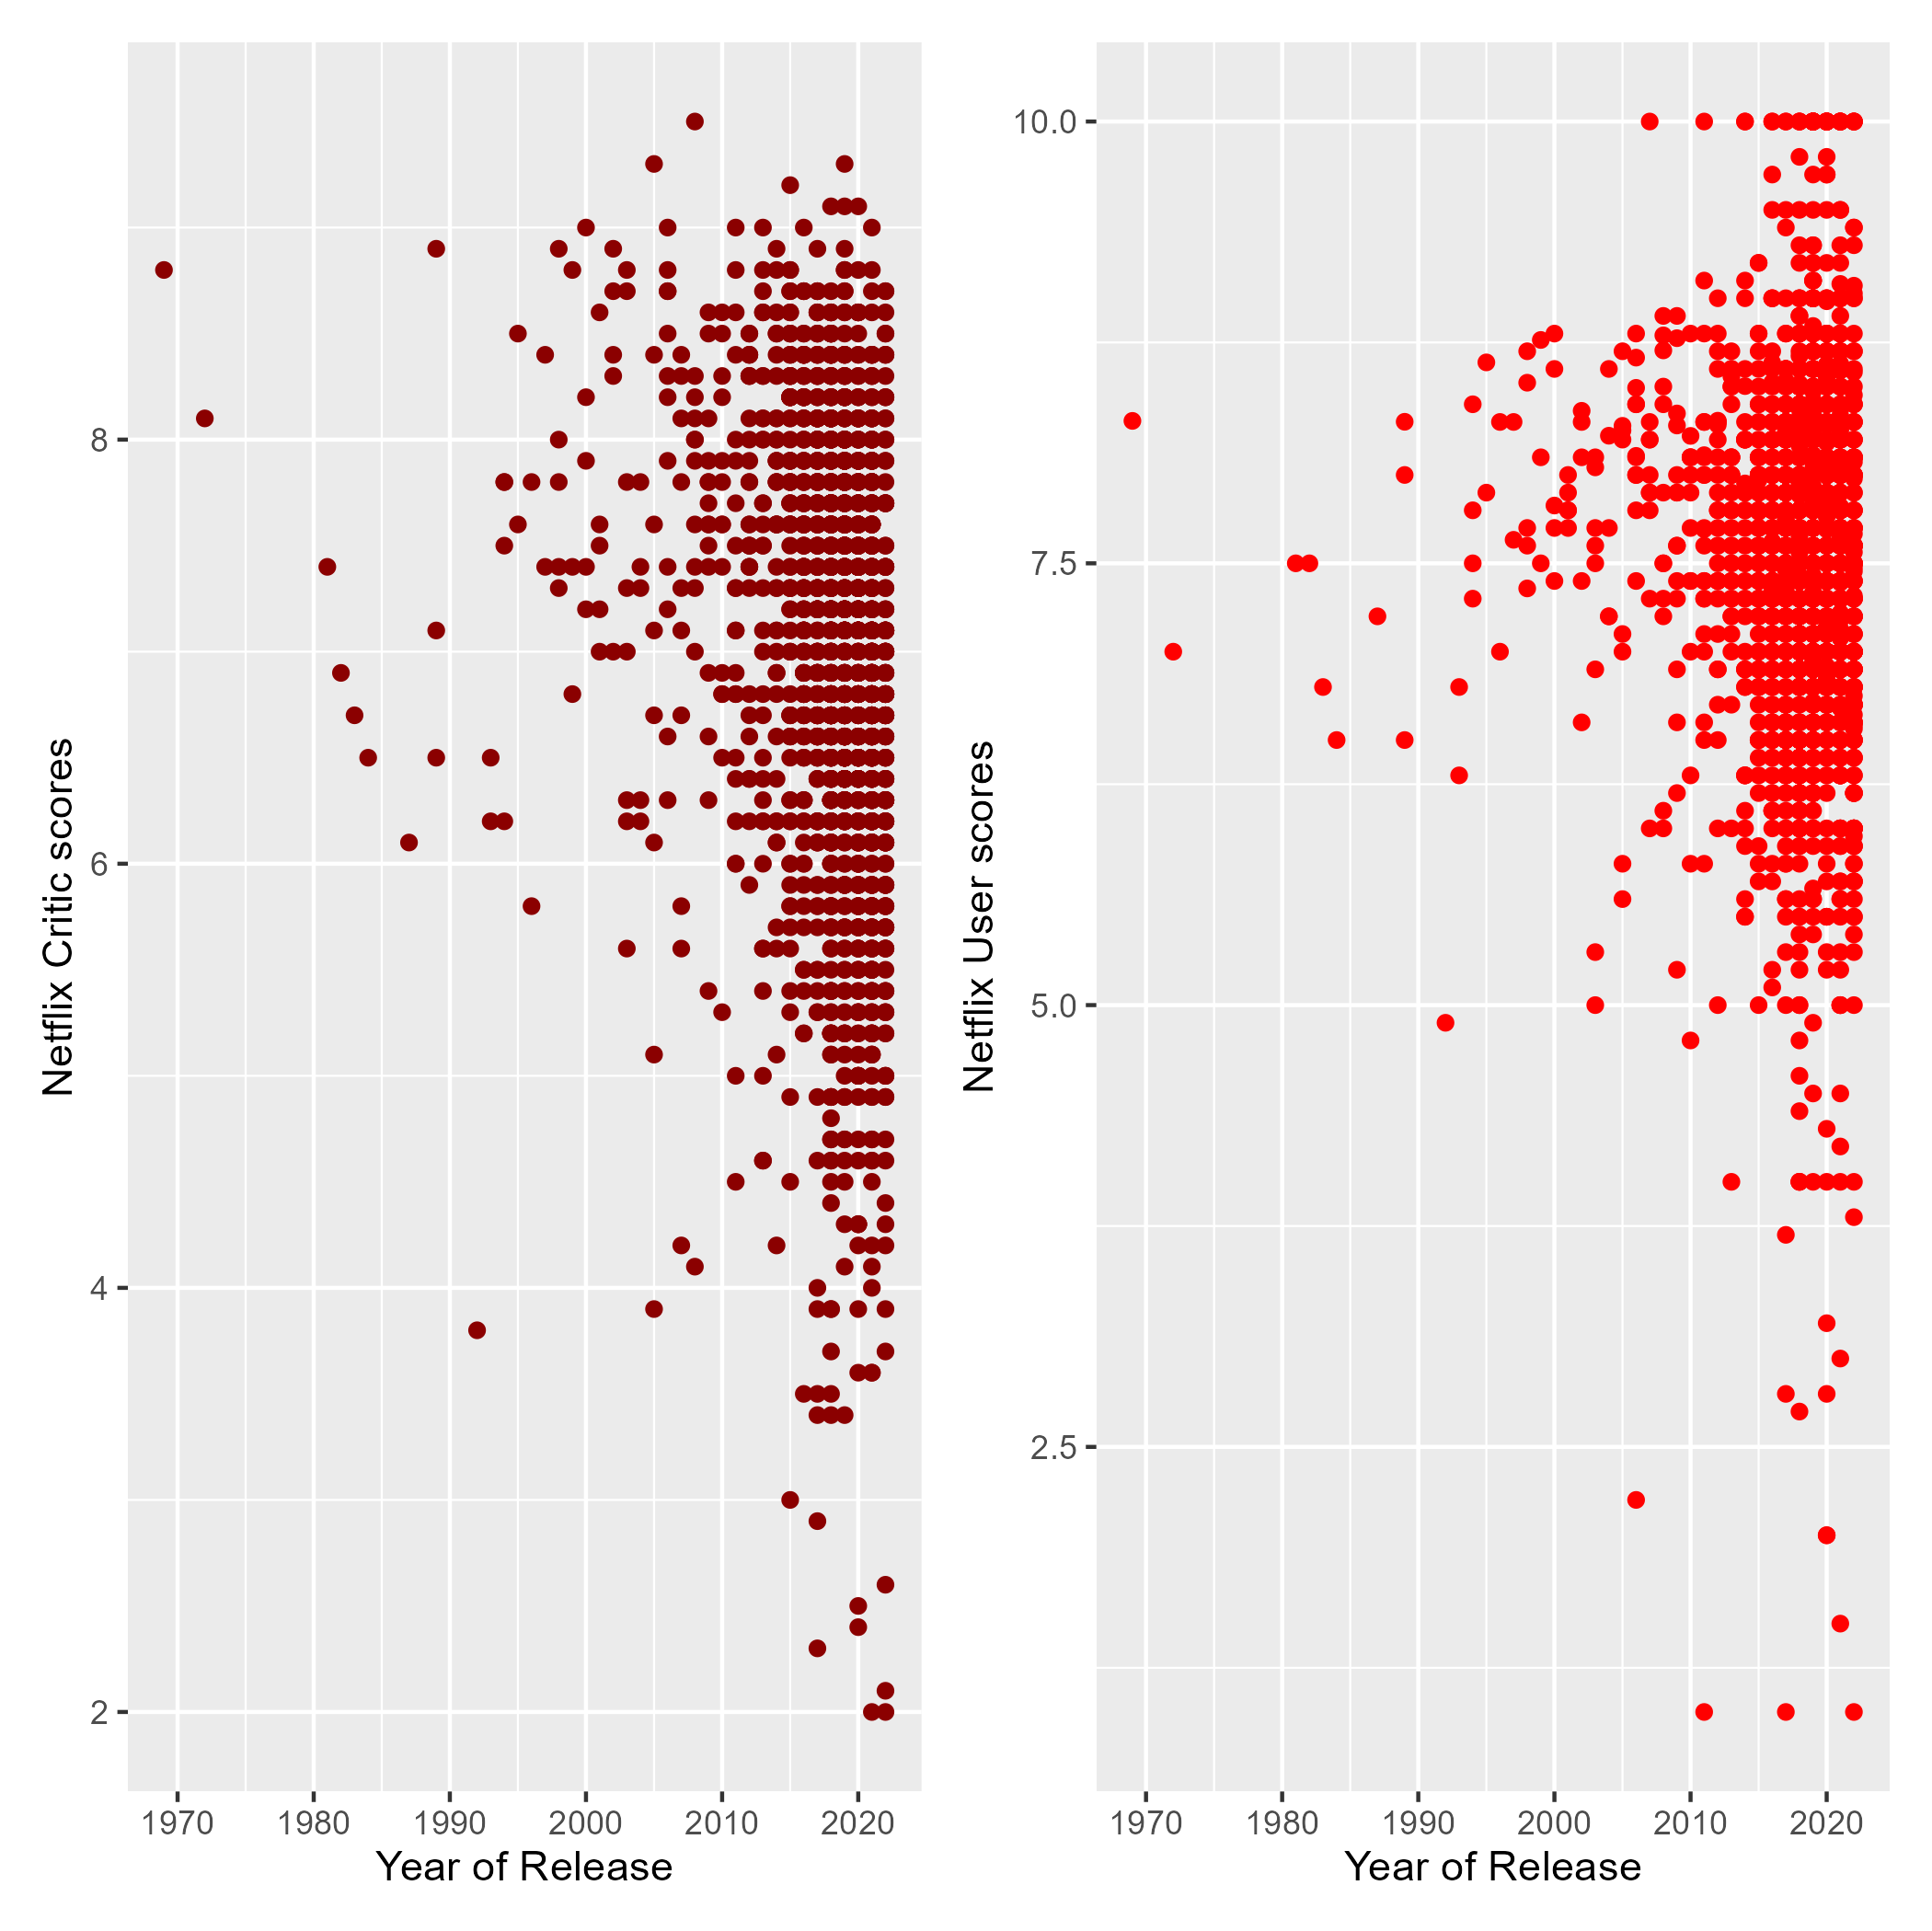 Netflix Critic scores
8
6
4
2
1970 1980 1990 2000 2010 2020
Year of Release
Netflix User scores
10.0
7.5
5.0
2.5
1970 1980 1990 2000 2010 2020
Year of Release